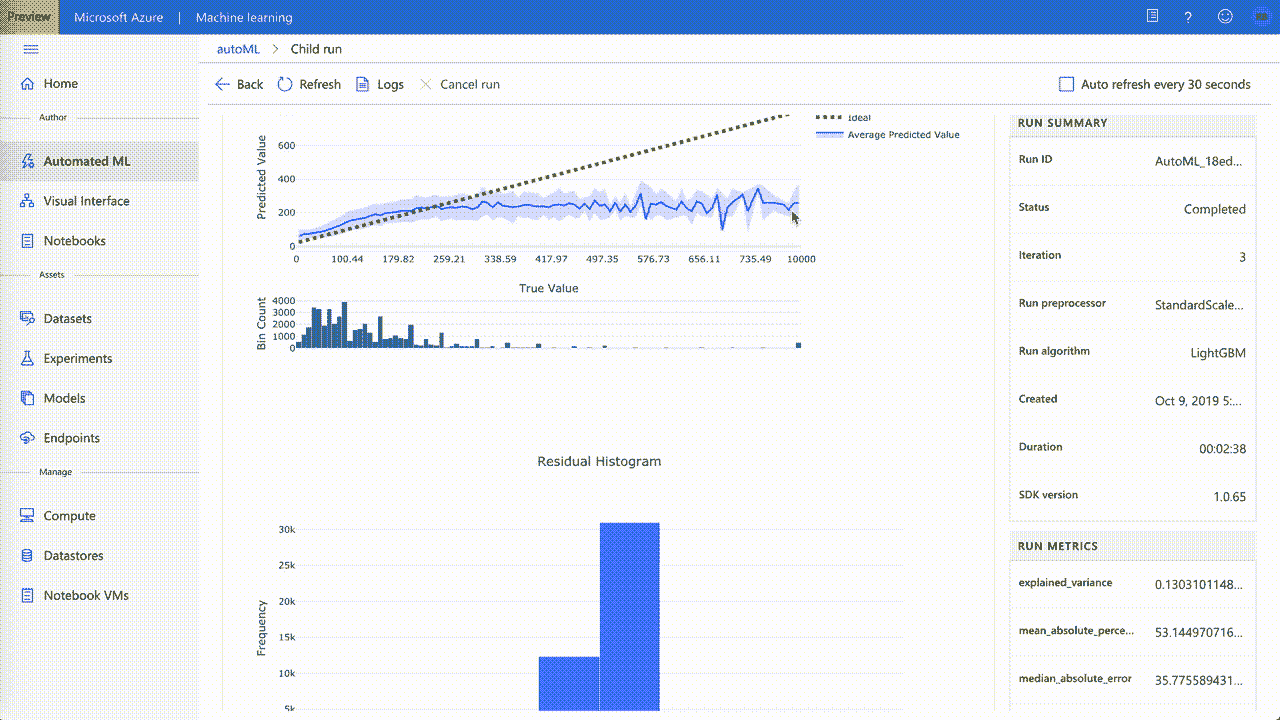 Preview
Microsoft Azure | Machine learning
Home
Author
Automated ML
Visual Interface
Notebooks
Assets
Datasets
Experiments
Models
Endpoints
Manage
Compute
Datastores
Notebook VMs
autoML > Child run
Back Refresh Logs Cancel run
Auto refresh every 30 seconds
Ideal
Average Predicted Value
Predicted Value
600
400
200
0
0 100.44 179.82 259.21 338.59 417.97 497.35 576.73 656.11 735.49 10000
True Value
Bin Count
4000
3000
2000
1000
0
Residual Histogram
Frequency
30k
25k
20k
15k
10k
5k
RUN SUMMARY
Run ID AutoML_18ed...
Status Completed
Iteration 3
Run preprocessor StandardScale...
Run algorithm LightGBM
Created Oct 9, 2019 5:...
Duration 00:02:38
SDK version 1.0.65
RUN METRICS
explained_variance 0.1303101148...
mean_absolute_perce... 53.144970716...
median_absolute_error 35.775589431...